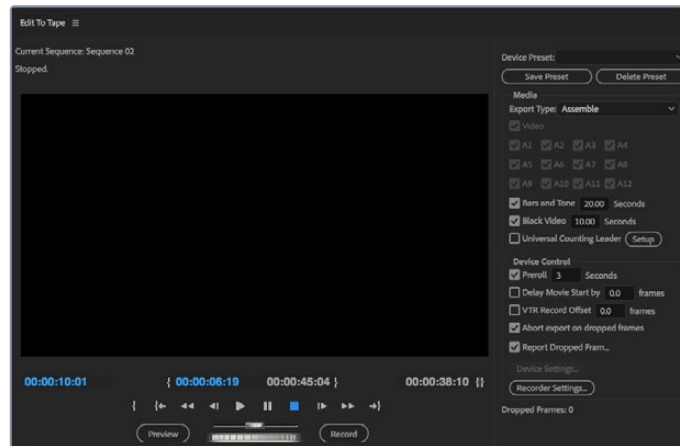 Edit To Tape
Current Sequence: Sequence 02
Stopped.
00:00:10:01 { 00:00:06:19 00:00:45:04 } 00:00:38:10 {}
Preview Record
Device Preset:
Save Preset Delete Preset
Media
Export Type: Assemble
Video
A1 A2 A3 A4
A5 A6 A7 A8
A9 A10 A11 A12
Bars and Tone 20.00 Seconds
Black Video 10.00 Seconds
Universal Counting Leader Setup
Device Control
Preroll 3 Seconds
Delay Movie Start by 0.0 frames
VTR Record Offset 0.0 frames
Abort export on dropped frames
Report Dropped Fram...
Device Settings...
Recorder Settings...
Dropped Frames: 0